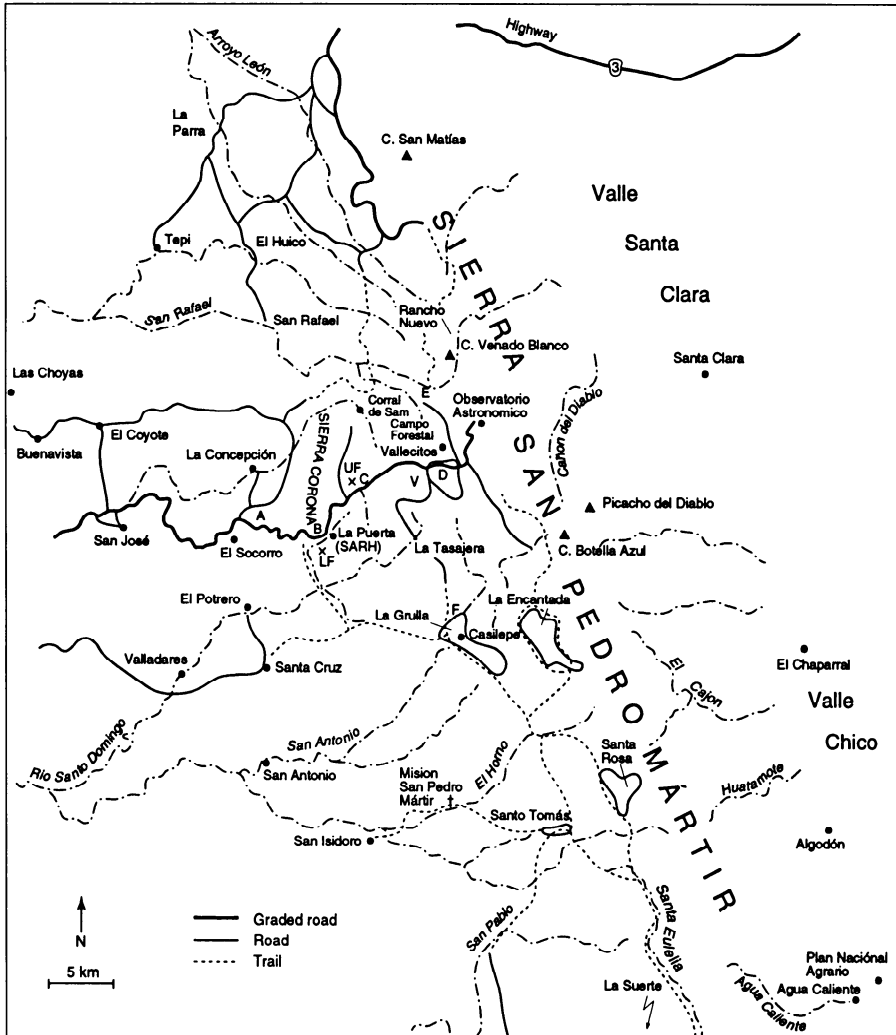 Highway
3
Arroyo León
La
Parra
C. San Matías
Valle
Santa
Clara
SIERRA SAN PEDRO MÁRTIR
Tepi
El Huico
San Rafael
San Rafael
Rancho
Nuevo
C. Venado Blanco
Santa Clara
Las Choyas
E
Observatorio
Astronomico
Corral
de Sam
Campo
Forestal
Vallecitos
Cañon del Diablo
El Coyote
Buenavista
La Concepción
SIERRA CORONA
UF
C
V
D
A
B
Picacho del Diablo
San José
El Socorro
La Puerta
(SARH)
LF
La Tasajera
C. Botella Azul
El Potrero
La Grulla
F
La Encantada
Casilepe
Valladares
Santa Cruz
El Cajon
El Chaparral
Valle
Chico
Rio Santo Domingo
San Antonio
San Antonio
El Horno
Santa
Rosa
Mision
San Pedro
Mártir
Huatamote
Santo Tomás
San Isidoro
Algodón
N
5 km
Graded road
Road
Trail
San Pablo
Santa Eulelia
La Suerte
Agua Caliente
Plan Naciónal
Agrario
Agua Caliente